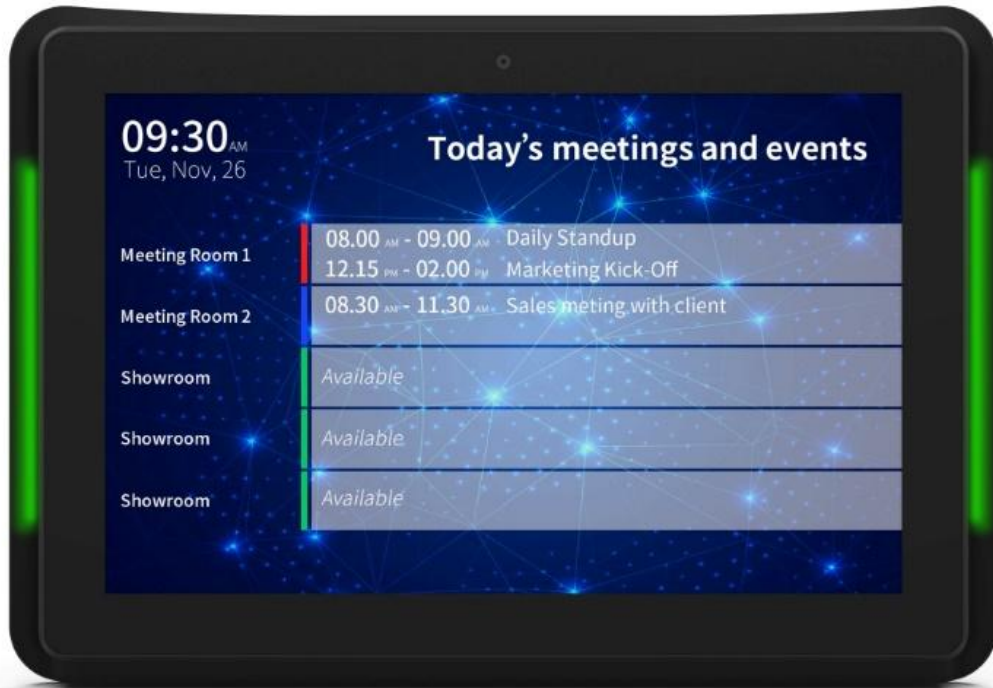 09:30 AM
Tue, Nov, 26
Today's meetings and events
Meeting Room 1
08.00 AM - 09.00 AM Daily Standup
12.15 PM - 02.00 PM Marketing Kick-Off
Meeting Room 2
08.30 AM - 11.30 AM Sales meting with client
Showroom
Available
Showroom
Available
Showroom
Available